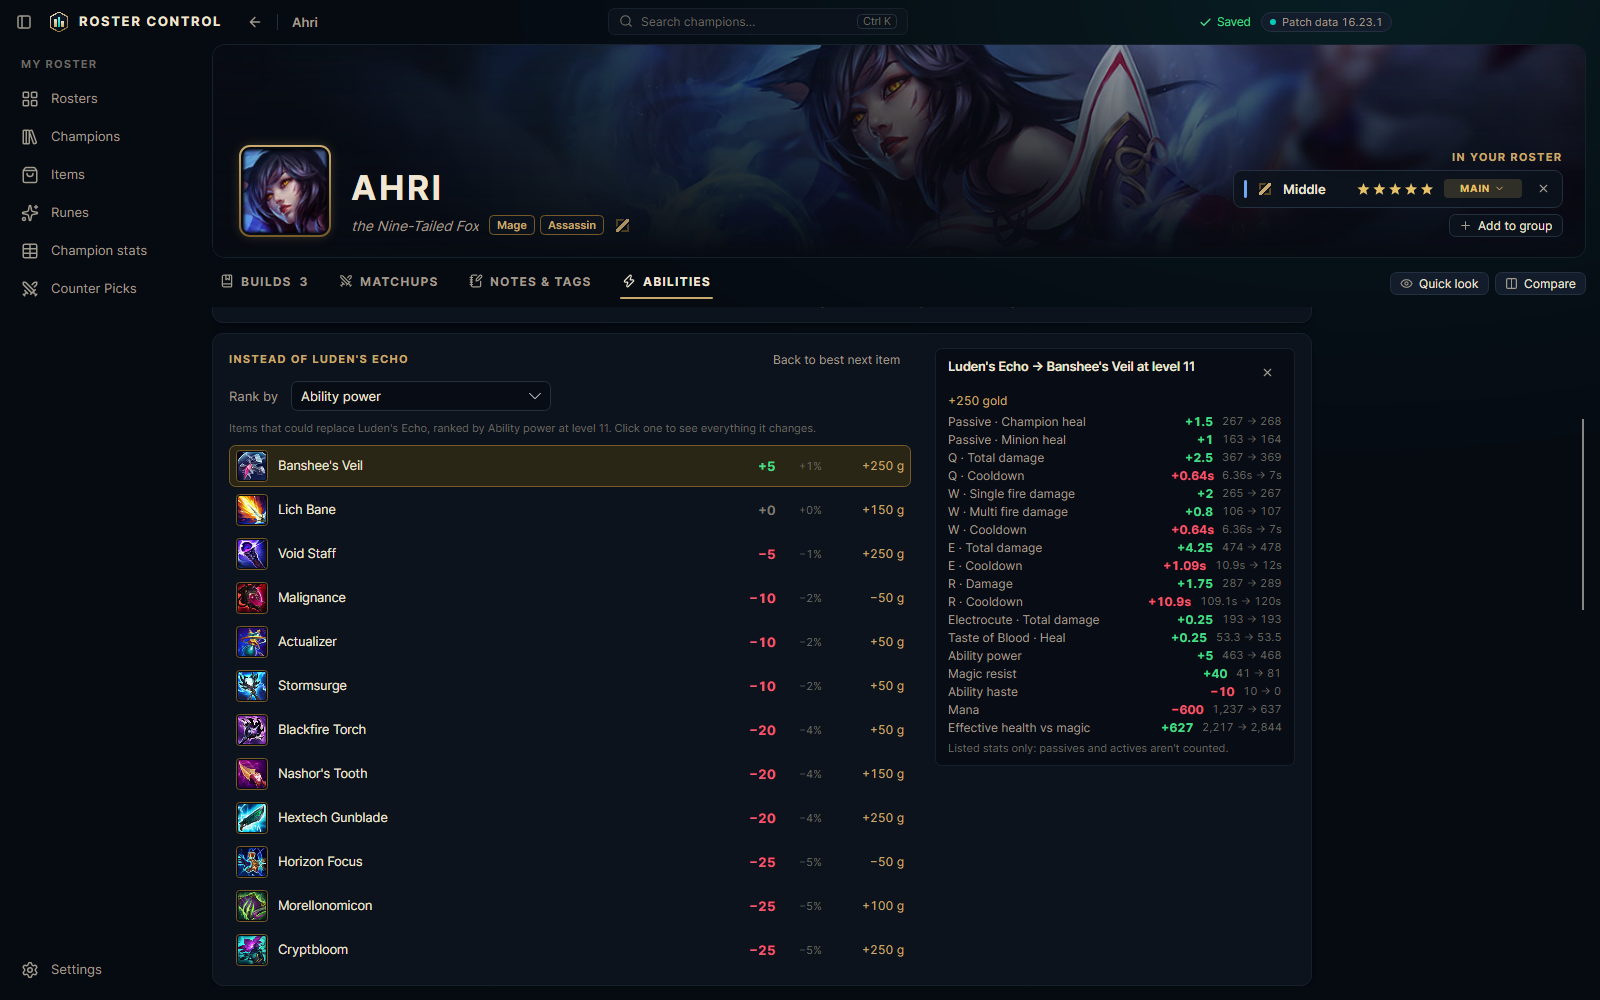 ROSTER CONTROL
Ahri
Search champions...
Ctrl K
Saved
Patch data 16.23.1
MY ROSTER
Rosters
Champions
Items
Runes
Champion stats
Counter Picks
Settings
AHRI
the Nine-Tailed Fox
Mage
Assassin
IN YOUR ROSTER
Middle
MAIN
Add to group
BUILDS 3
MATCHUPS
NOTES & TAGS
ABILITIES
Quick look
Compare
INSTEAD OF LUDEN'S ECHO
Back to best next item
Rank by
Ability power
Items that could replace Luden's Echo, ranked by Ability power at level 11. Click one to see everything it changes.
Banshee's Veil +5 +1% +250 g
Lich Bane +0 +0% +150 g
Void Staff −5 −1% +250 g
Malignance −10 −2% −50 g
Actualizer −10 −2% +50 g
Stormsurge −10 −2% +50 g
Blackfire Torch −20 −4% +50 g
Nashor's Tooth −20 −4% +150 g
Hextech Gunblade −20 −4% +250 g
Horizon Focus −25 −5% −50 g
Morellonomicon −25 −5% +100 g
Cryptbloom −25 −5% +250 g
Luden's Echo → Banshee's Veil at level 11
+250 gold
Passive · Champion heal +1.5 267 → 268
Passive · Minion heal +1 163 → 164
Q · Total damage +2.5 367 → 369
Q · Cooldown +0.64s 6.36s → 7s
W · Single fire damage +2 265 → 267
W · Multi fire damage +0.8 106 → 107
W · Cooldown +0.64s 6.36s → 7s
E · Total damage +4.25 474 → 478
E · Cooldown +1.09s 10.9s → 12s
R · Damage +1.75 287 → 289
R · Cooldown +10.9s 109.1s → 120s
Electrocute · Total damage +0.25 193 → 193
Taste of Blood · Heal +0.25 53.3 → 53.5
Ability power +5 463 → 468
Magic resist +40 41 → 81
Ability haste −10 10 → 0
Mana −600 1,237 → 637
Effective health vs magic +627 2,217 → 2,844
Listed stats only: passives and actives aren't counted.